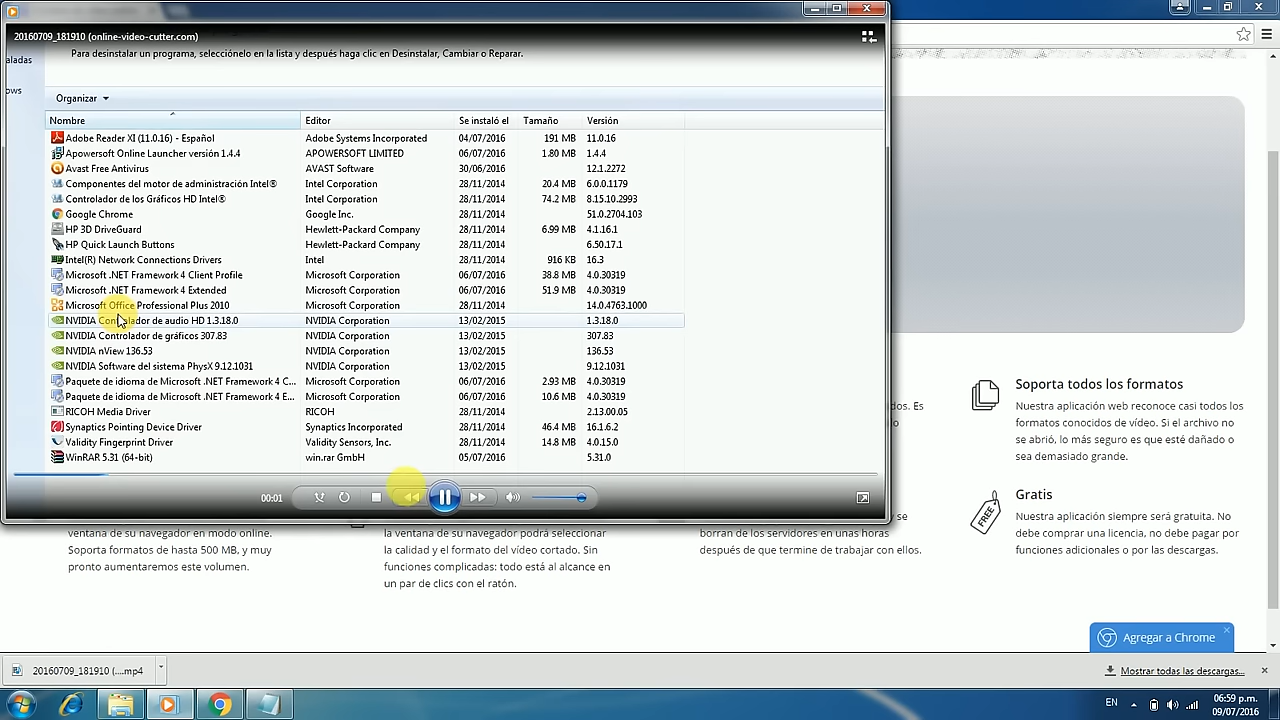 20160709_181910 (online-video-cutter.com)
Para desinstalar un programa, selecciónelo en la lista y después haga clic en Desinstalar, Cambiar o Reparar.
aladas
ows
Organizar
Nombre Editor Se instaló el Tamaño Versión
Adobe Reader XI (11.0.16) - Español Adobe Systems Incorporated 04/07/2016 191 MB 11.0.16
Apowersoft Online Launcher versión 1.4.4 APOWERSOFT LIMITED 06/07/2016 1.80 MB 1.4.4
Avast Free Antivirus AVAST Software 30/06/2016 12.1.2272
Componentes del motor de administración Intel® Intel Corporation 28/11/2014 20.4 MB 6.0.0.1179
Controlador de los Gráficos HD Intel® Intel Corporation 28/11/2014 74.2 MB 8.15.10.2993
Google Chrome Google Inc. 28/11/2014 51.0.2704.103
HP 3D DriveGuard Hewlett-Packard Company 28/11/2014 6.99 MB 4.1.16.1
HP Quick Launch Buttons Hewlett-Packard Company 28/11/2014 6.50.17.1
Intel(R) Network Connections Drivers Intel 28/11/2014 916 KB 16.3
Microsoft .NET Framework 4 Client Profile Microsoft Corporation 06/07/2016 38.8 MB 4.0.30319
Microsoft .NET Framework 4 Extended Microsoft Corporation 06/07/2016 51.9 MB 4.0.30319
Microsoft Office Professional Plus 2010 Microsoft Corporation 28/11/2014 14.0.4763.1000
NVIDIA Controlador de audio HD 1.3.18.0 NVIDIA Corporation 13/02/2015 1.3.18.0
NVIDIA Controlador de gráficos 307.83 NVIDIA Corporation 13/02/2015 307.83
NVIDIA nView 136.53 NVIDIA Corporation 13/02/2015 136.53
NVIDIA Software del sistema PhysX 9.12.1031 NVIDIA Corporation 13/02/2015 9.12.1031
Paquete de idioma de Microsoft .NET Framework 4 C... Microsoft Corporation 06/07/2016 2.93 MB 4.0.30319
Paquete de idioma de Microsoft .NET Framework 4 E... Microsoft Corporation 06/07/2016 10.6 MB 4.0.30319
RICOH Media Driver RICOH 28/11/2014 2.13.00.05
Synaptics Pointing Device Driver Synaptics Incorporated 28/11/2014 46.4 MB 16.1.6.2
Validity Fingerprint Driver Validity Sensors, Inc. 28/11/2014 14.8 MB 4.0.15.0
WinRAR 5.31 (64-bit) win.rar GmbH 05/07/2016 5.31.0
00:01
ventana de su navegador en modo online.
Soporta formatos de hasta 500 MB, y muy
pronto aumentaremos este volumen.
la ventana de su navegador podrá seleccionar
la calidad y el formato del vídeo cortado. Sin
funciones complicadas: todo está al alcance en
un par de clics con el ratón.
dos. Es
y se
borran de los servidores en unas horas
después de que termine de trabajar con ellos.
Soporta todos los formatos
Nuestra aplicación web reconoce casi todos los
formatos conocidos de vídeo. Si el archivo no
se abrió, lo más seguro es que esté dañado o
sea demasiado grande.
FREE
Gratis
Nuestra aplicación siempre será gratuita. No
debe comprar una licencia, no debe pagar por
funciones adicionales o por las descargas.
Agregar a Chrome
20160709_181910 (....mp4
Mostrar todas las descargas...
EN
06:59 p.m.
09/07/2016